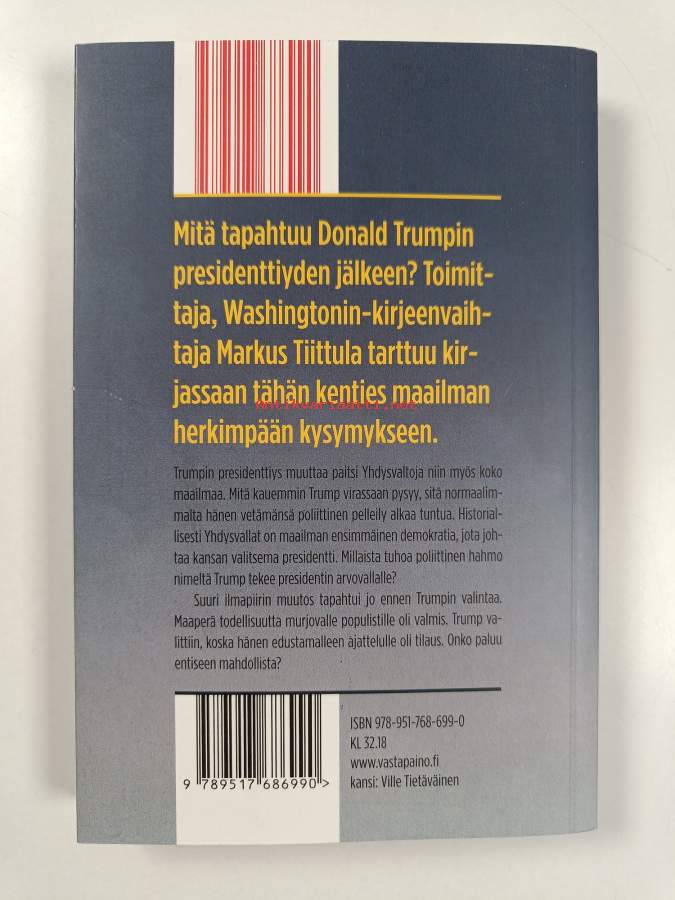 Mitä tapahtuu Donald Trumpin
presidenttiyden jälkeen? Toimit-
taja, Washingtonin-kirjeenvaih-
taja Markus Tiittula tarttuu kir-
jassaan tähän kenties maailman
Antikvariaatti.net
herkimpään kysymykseen.
Trumpin presidenttiys muuttaa paitsi Yhdysvaltoja niin myös koko
maailmaa. Mitä kauemmin Trump virassaan pysyy, sitä normaalim-
malta hänen vetämänsä poliittinen pelleily alkaa tuntua. Historial-
lisesti Yhdysvallat on maailman ensimmäinen demokratia, jota joh-
taa kansan valitsema presidentti. Millaista tuhoa poliittinen hahmo
nimeltä Trump tekee presidentin arvovallalle?
Suuri ilmapiirin muutos tapahtui jo ennen Trumpin valintaa.
Maaperä todellisuutta murjovalle populistille oli valmis. Trump va-
littiin, koska hänen edustamalleen ajattelulle oli tilaus. Onko paluu
entiseen mahdollista?
ISBN 978-951-768-699-0
KL 32.18
www.vastapaino.fi
kansi: Ville Tietäväinen
9 789517 686990 >